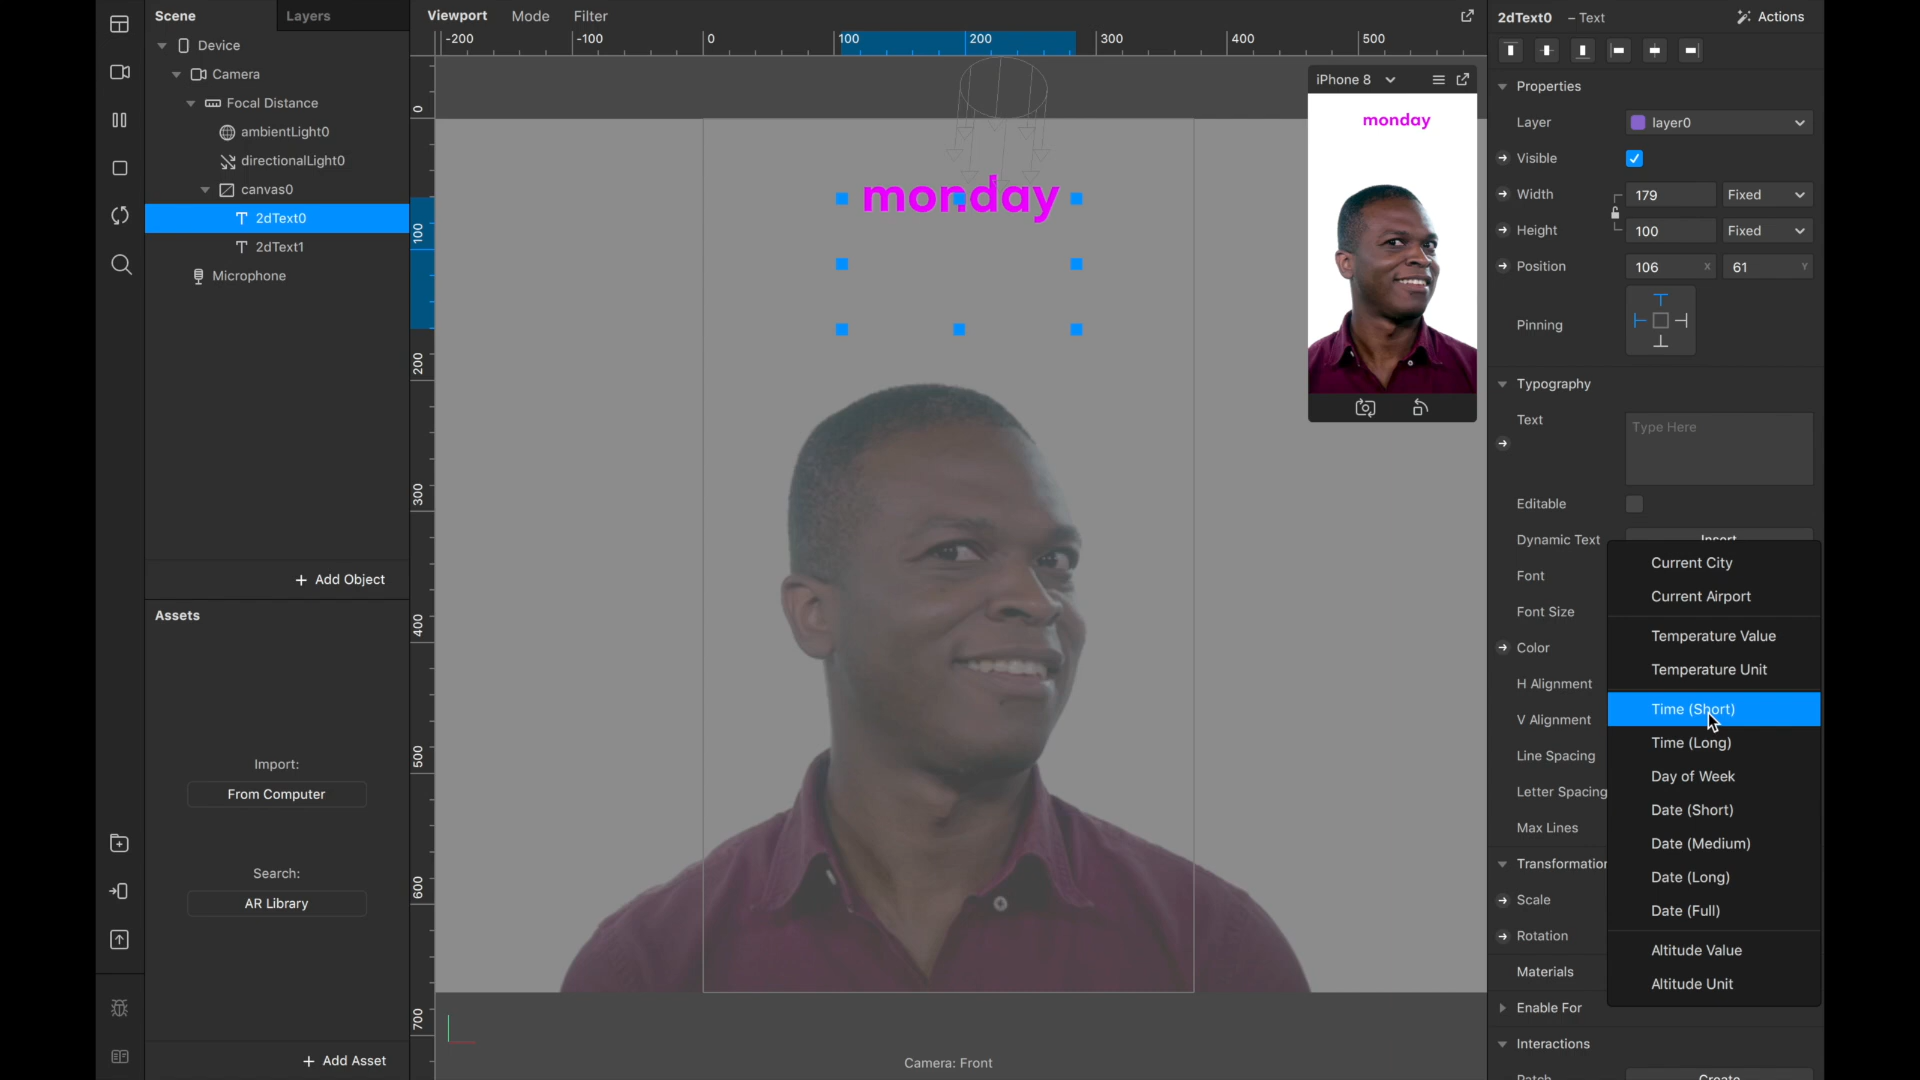 Scene
Layers
Device
Camera
Focal Distance
ambientLight0
directionalLight0
canvas0
2dText0
2dText1
Microphone
+ Add Object
Assets
Import:
From Computer
Search:
AR Library
+ Add Asset
Viewport
Mode
Filter
-200
-100
0
100
200
300
400
500
0
100
200
300
400
500
600
700
monday
iPhone 8
monday
Camera: Front
2dText0 – Text
Actions
Properties
Layer
layer0
Visible
Width
179
Fixed
Height
100
Fixed
Position
106 X
61 Y
Pinning
Typography
Text
Type Here
Editable
Dynamic Text
Insert
Font
Font Size
Color
H Alignment
V Alignment
Line Spacing
Letter Spacing
Max Lines
Transformation
Scale
Rotation
Materials
Enable For
Interactions
Patch
Create
Current City
Current Airport
Temperature Value
Temperature Unit
Time (Short)
Time (Long)
Day of Week
Date (Short)
Date (Medium)
Date (Long)
Date (Full)
Altitude Value
Altitude Unit